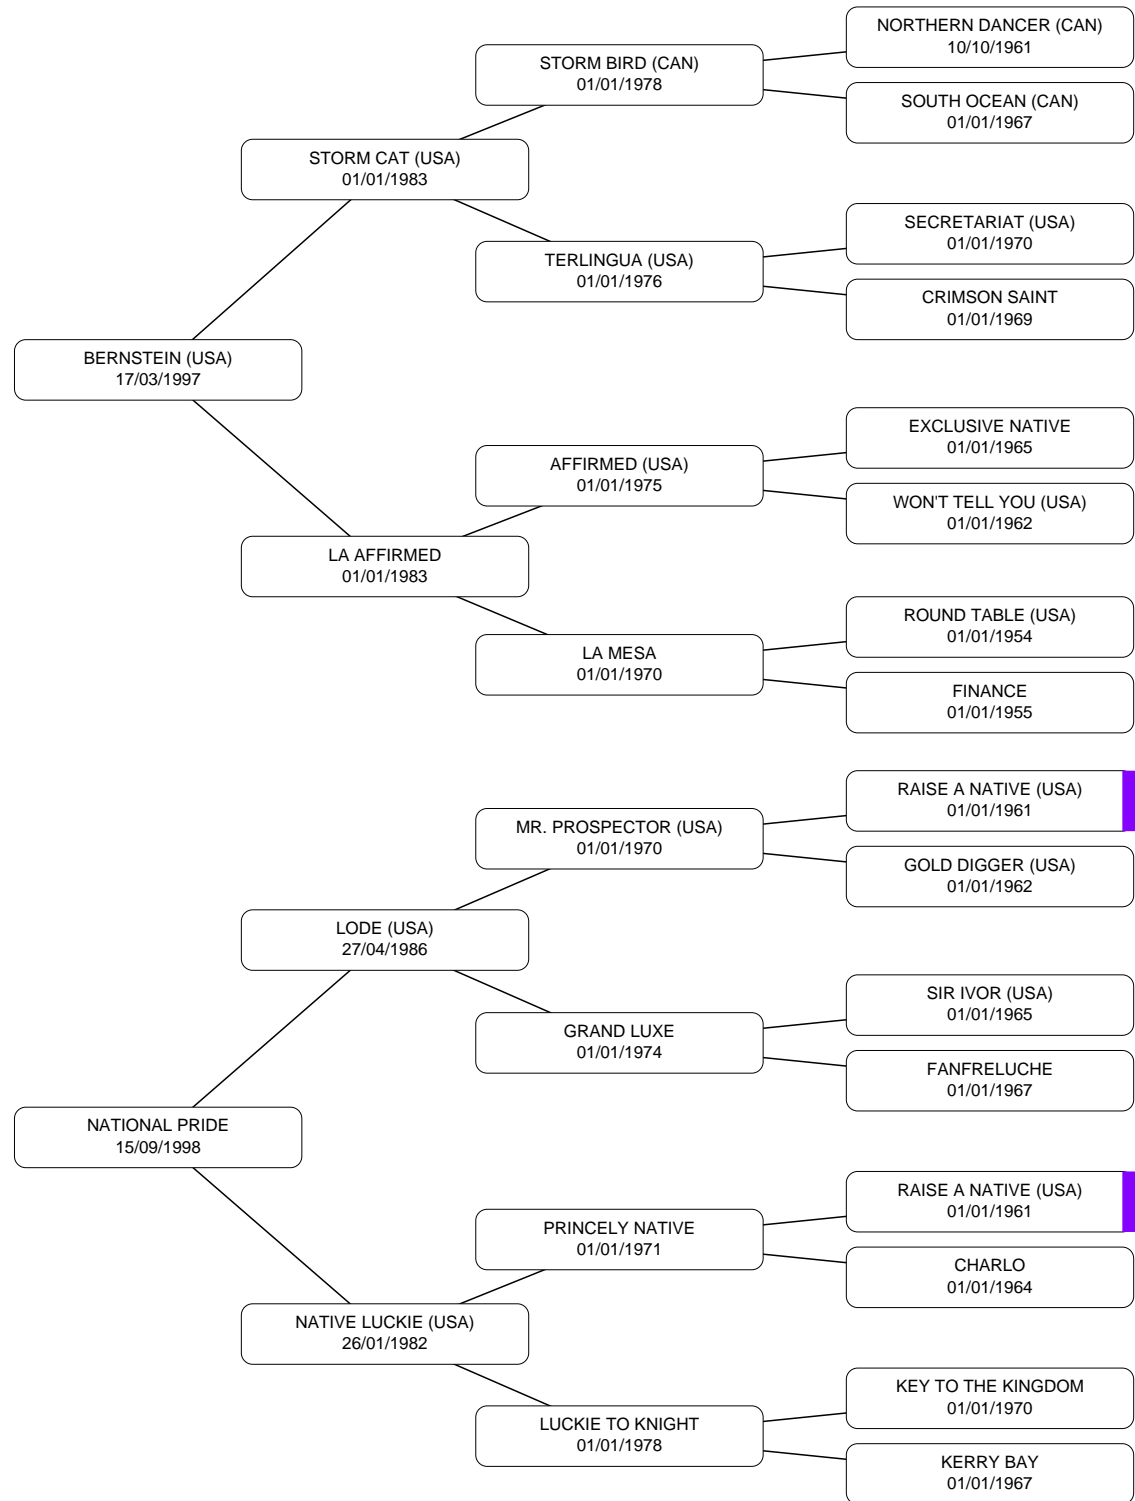 NORTHERN DANCER (CAN)
10/10/1961
STORM BIRD (CAN)
01/01/1978
SOUTH OCEAN (CAN)
01/01/1967
STORM CAT (USA)
01/01/1983
SECRETARIAT (USA)
01/01/1970
TERLINGUA (USA)
01/01/1976
CRIMSON SAINT
01/01/1969
BERNSTEIN (USA)
17/03/1997
EXCLUSIVE NATIVE
01/01/1965
AFFIRMED (USA)
01/01/1975
WON'T TELL YOU (USA)
01/01/1962
LA AFFIRMED
01/01/1983
ROUND TABLE (USA)
01/01/1954
LA MESA
01/01/1970
FINANCE
01/01/1955
RAISE A NATIVE (USA)
01/01/1961
MR. PROSPECTOR (USA)
01/01/1970
GOLD DIGGER (USA)
01/01/1962
LODE (USA)
27/04/1986
SIR IVOR (USA)
01/01/1965
GRAND LUXE
01/01/1974
FANFRELUCHE
01/01/1967
NATIONAL PRIDE
15/09/1998
RAISE A NATIVE (USA)
01/01/1961
PRINCELY NATIVE
01/01/1971
CHARLO
01/01/1964
NATIVE LUCKIE (USA)
26/01/1982
KEY TO THE KINGDOM
01/01/1970
LUCKIE TO KNIGHT
01/01/1978
KERRY BAY
01/01/1967